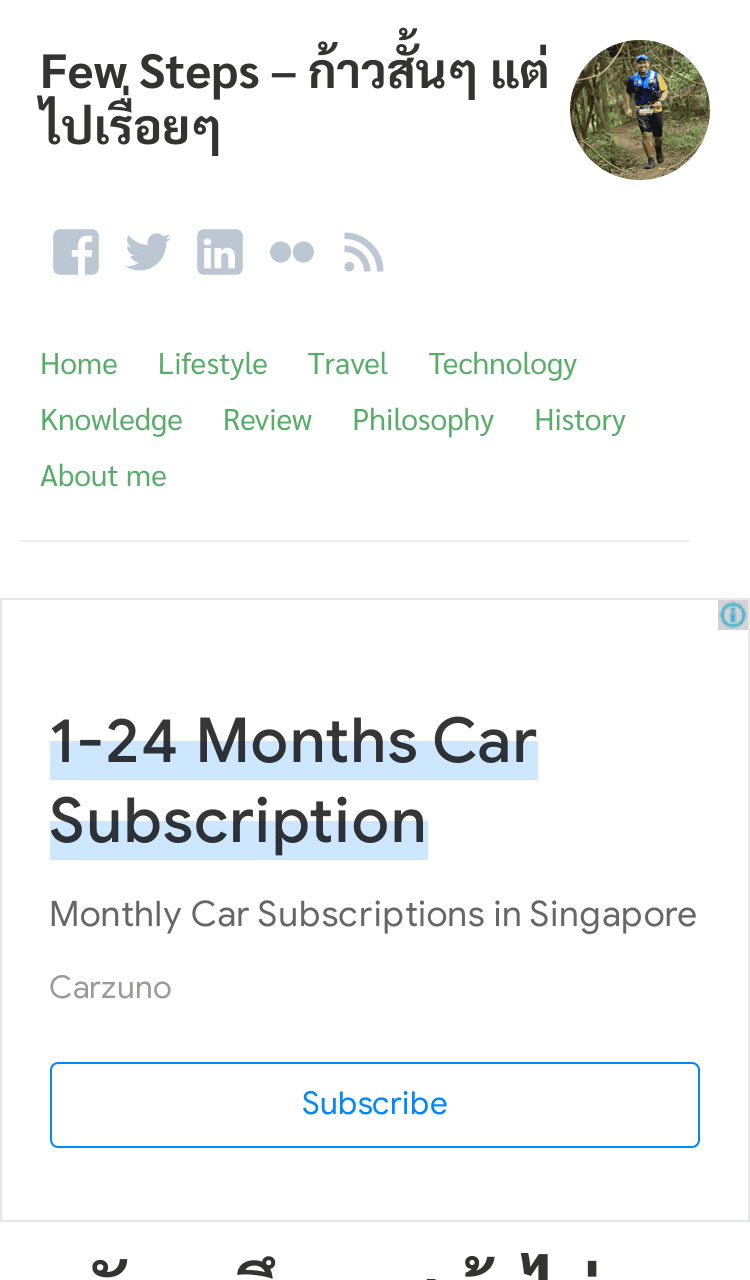 Few Steps – ก้าวสั้นๆ แต่
ไปเรื่อยๆ
Home Lifestyle Travel Technology
Knowledge Review Philosophy History
About me
1-24 Months Car
Subscription
Monthly Car Subscriptions in Singapore
Carzuno
Subscribe